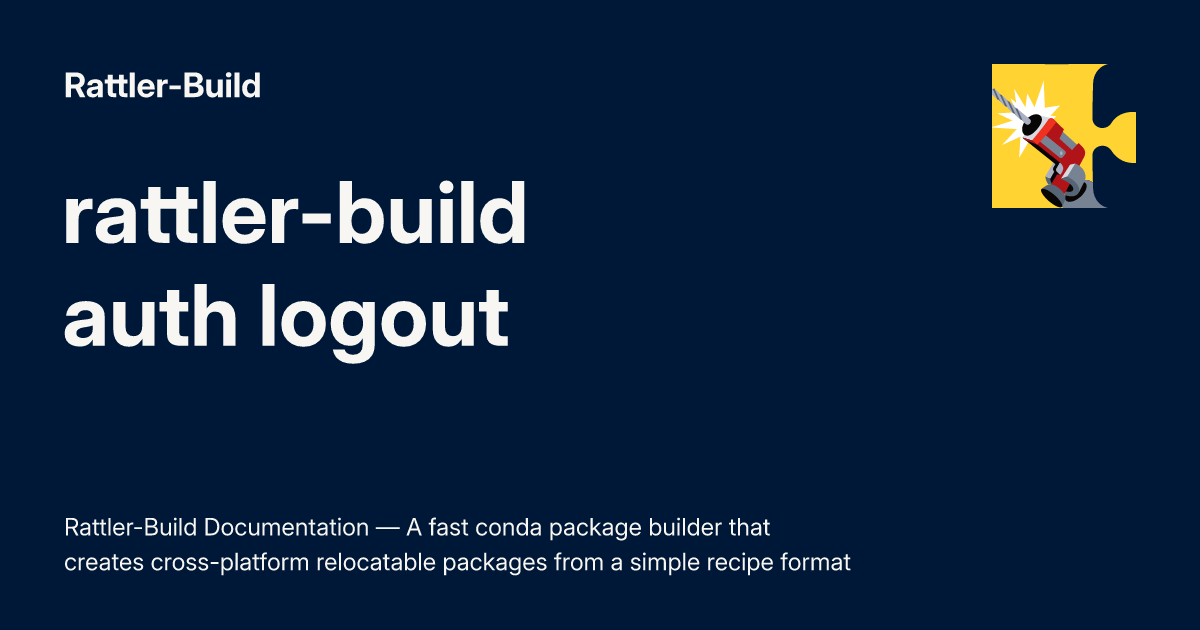 Rattler-Build
rattler-build
auth logout
Rattler-Build Documentation — A fast conda package builder that
creates cross-platform relocatable packages from a simple recipe format